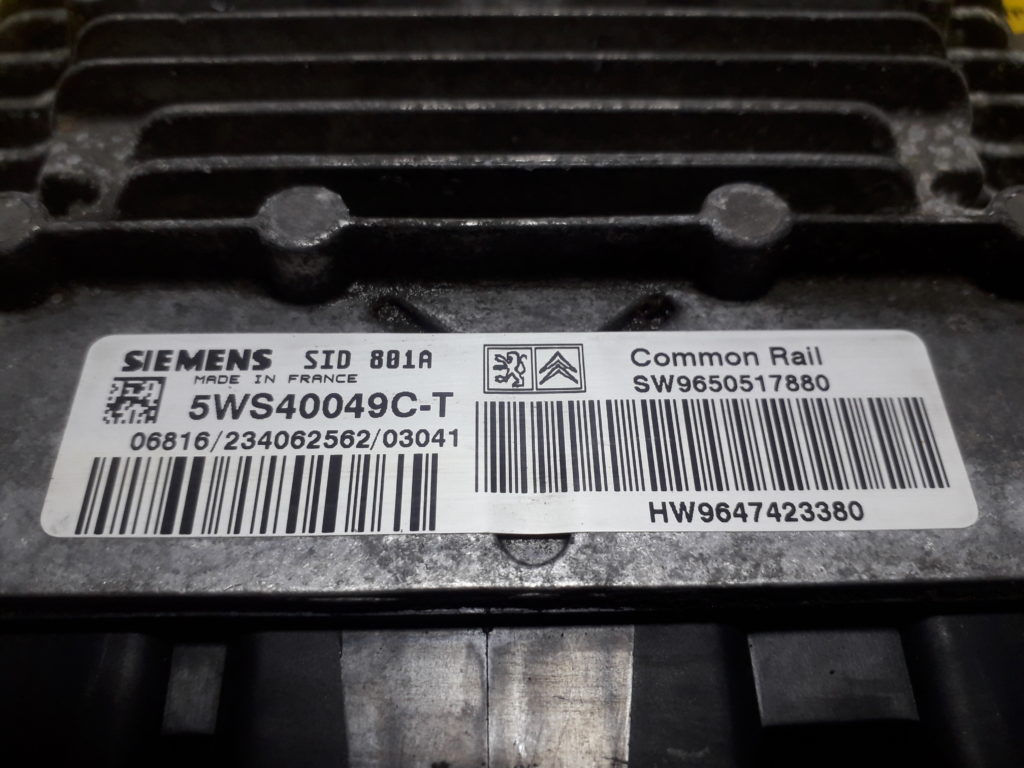 SIEMENS SID 801A
MADE IN FRANCE
5WS40049C-T
06816/234062562/03041
Common Rail
SW9650517880
HW9647423380